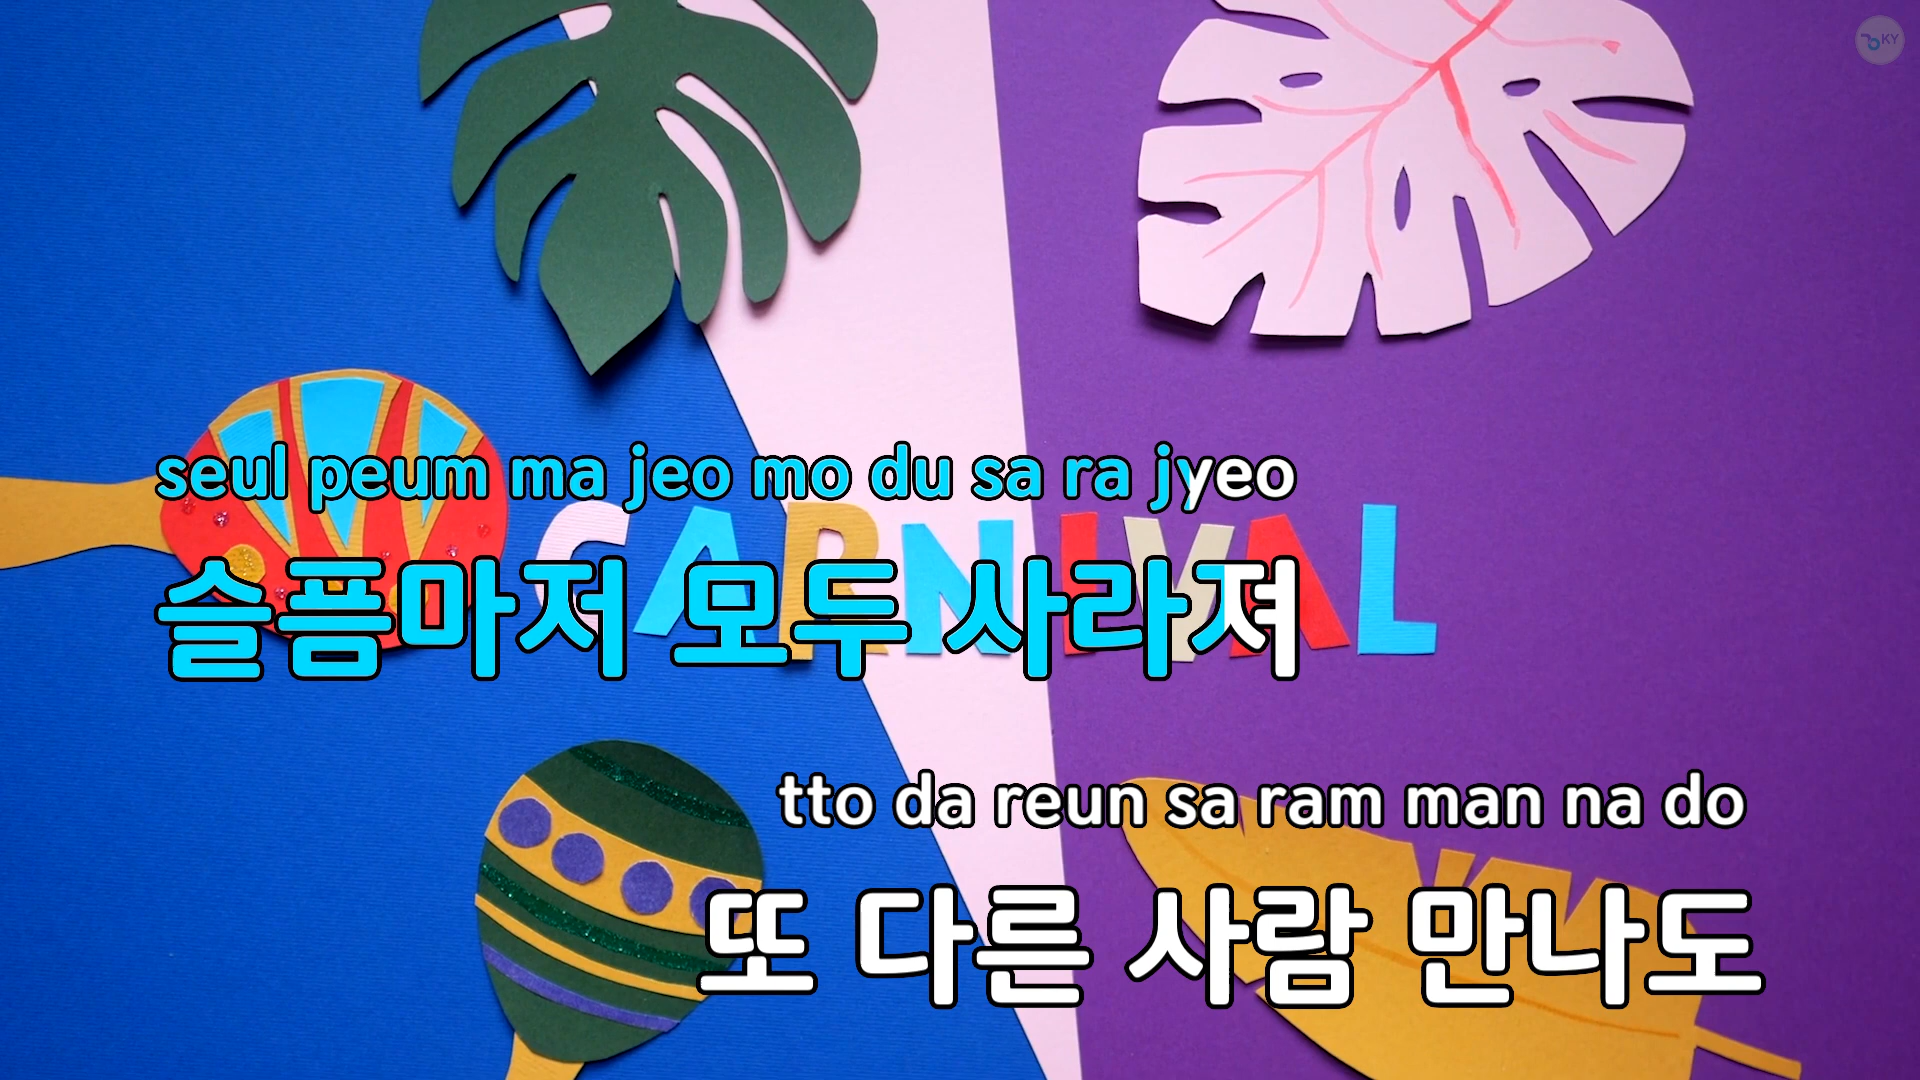 KY
seul peum ma jeo mo du sa ra jyeo
CARNIVAL
슬픔마저 모두 사라져
tto da reun sa ram man na do
또 다른 사람 만나도